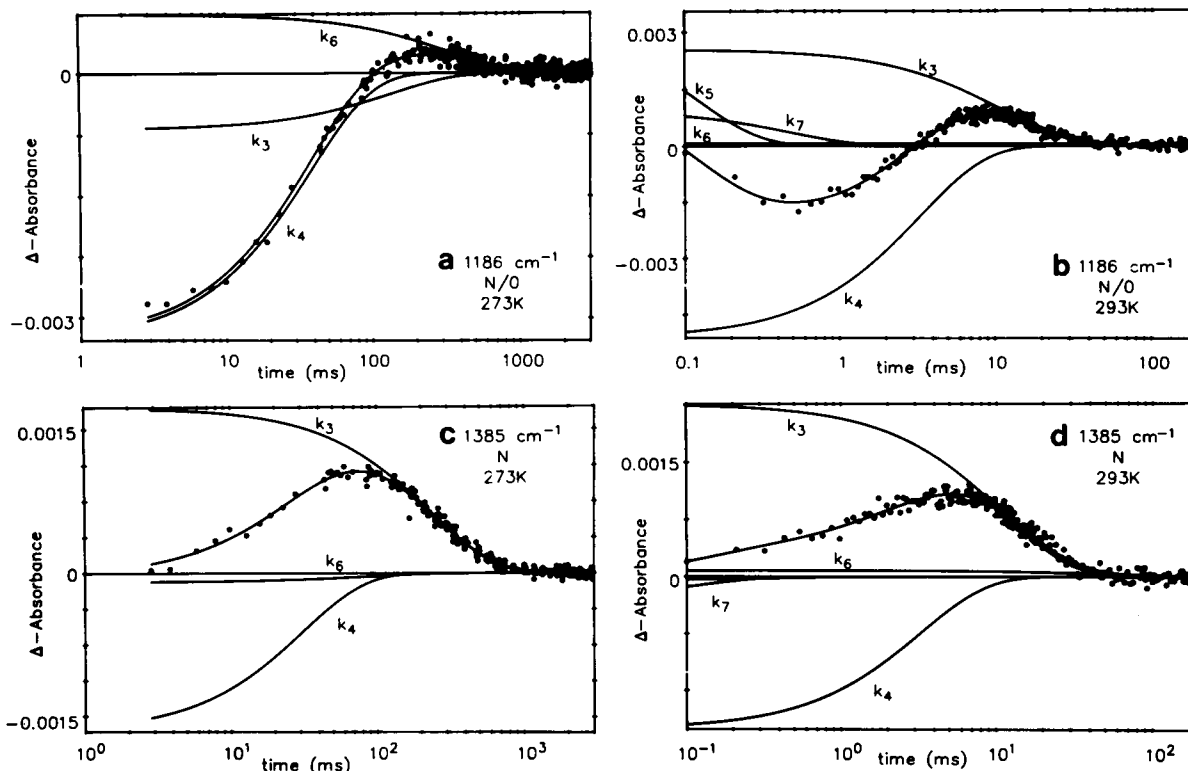 k₆
0
k₃
k₄
-0.003
Δ-Absorbance
a 1186 cm⁻¹
N/O
273K
1
10
100
1000
time (ms)
0.003
k₃
k₅
k₇
k₆
0
-0.003
k₄
Δ-Absorbance
b 1186 cm⁻¹
N/O
293K
0.1
1
10
100
time (ms)
0.0015
k₃
c 1385 cm⁻¹
N
273K
0
k₆
k₄
-0.0015
Δ-Absorbance
10⁰
10¹
10²
10³
time (ms)
0.0015
k₃
d 1385 cm⁻¹
N
293K
0
k₆
k₇
k₄
-0.0015
Δ-Absorbance
10⁻¹
10⁰
10¹
10²
time (ms)